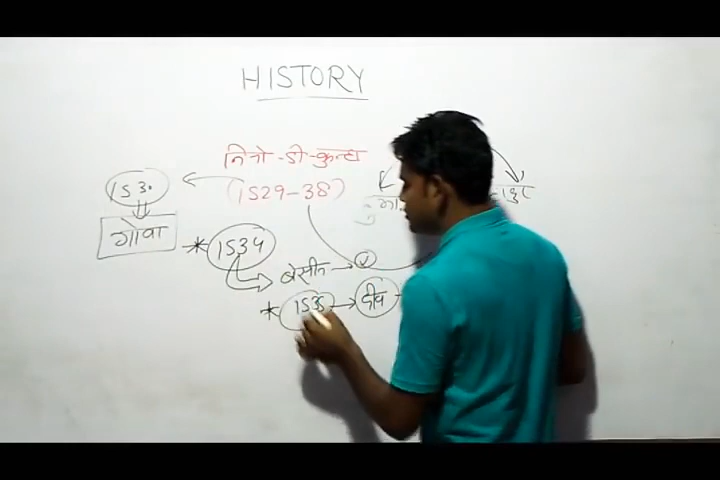 HISTORY
निनो-डी-कुन्हा
(1529-38)
1530
गोवा
*1534
बेसीन →
*1535 → दीव